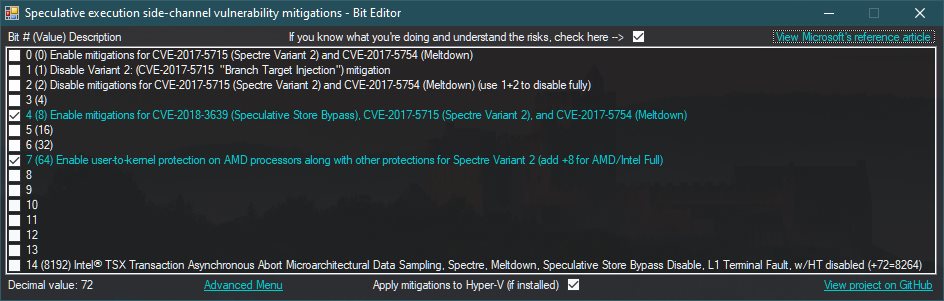 Speculative execution side-channel vulnerability mitigations - Bit Editor
Bit # (Value) Description If you know what you're doing and understand the risks, check here --> View Microsoft's reference article
0 (0) Enable mitigations for CVE-2017-5715 (Spectre Variant 2) and CVE-2017-5754 (Meltdown)
1 (1) Disable Variant 2: (CVE-2017-5715 "Branch Target Injection") mitigation
2 (2) Disable mitigations for CVE-2017-5715 (Spectre Variant 2) and CVE-2017-5754 (Meltdown) (use 1+2 to disable fully)
3 (4)
4 (8) Enable mitigations for CVE-2018-3639 (Speculative Store Bypass), CVE-2017-5715 (Spectre Variant 2), and CVE-2017-5754 (Meltdown)
5 (16)
6 (32)
7 (64) Enable user-to-kernel protection on AMD processors along with other protections for Spectre Variant 2 (add +8 for AMD/Intel Full)
8
9
10
11
12
13
14 (8192) Intel® TSX Transaction Asynchronous Abort Microarchitectural Data Sampling, Spectre, Meltdown, Speculative Store Bypass Disable, L1 Terminal Fault, w/HT disabled (+72=8264)
Decimal value: 72 Advanced Menu Apply mitigations to Hyper-V (if installed) View project on GitHub